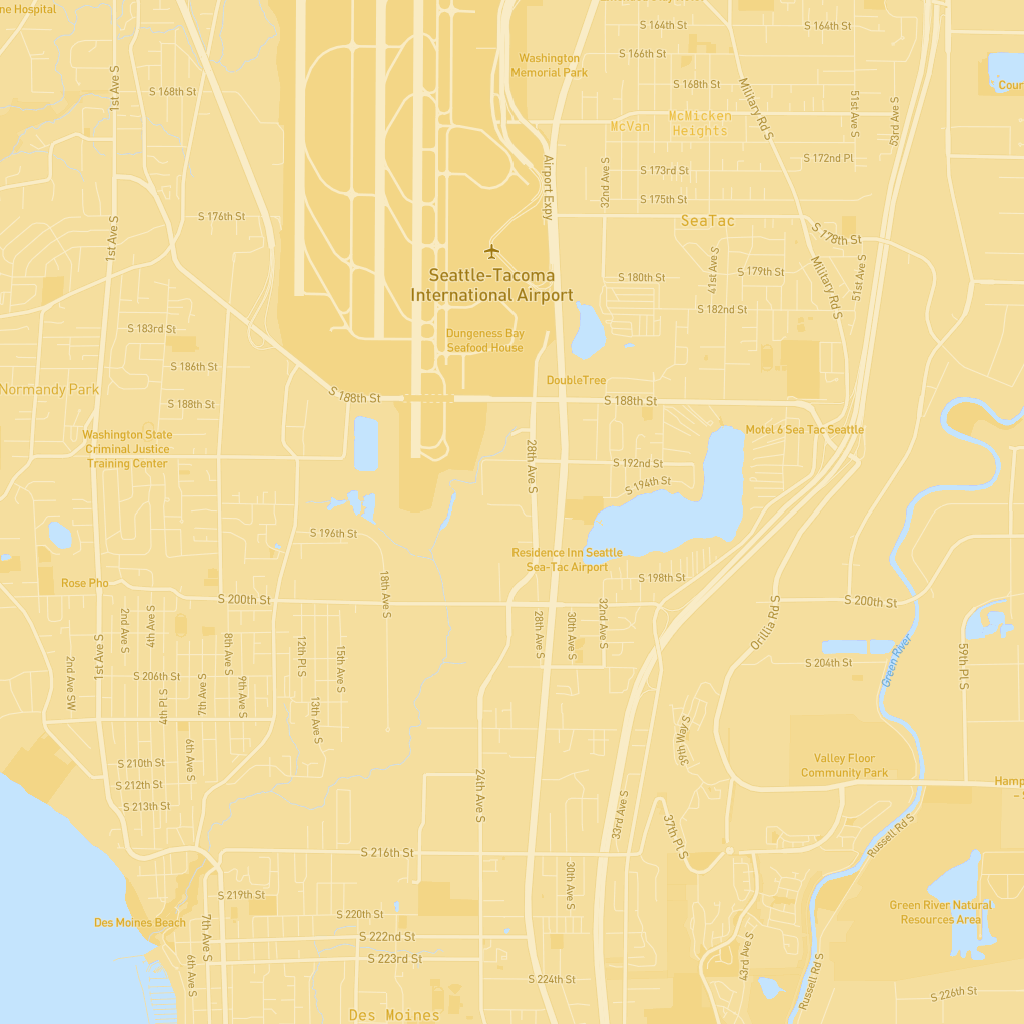 ne Hospital
S 164th St
S 164th St
S 166th St
Washington
Memorial Park
S 168th St
S 168th St
1st Ave S
Military Rd S
51st Ave S
53rd Ave S
Cour
McVan
McMicken
Heights
S 172nd Pl
S 173rd St
Airport Expy
32nd Ave S
S 175th St
S 176th St
1st Ave S
SeaTac
S 178th St
Seattle-Tacoma
International Airport
S 180th St
41st Ave S
S 179th St
Military Rd S
51st Ave S
S 182nd St
S 183rd St
Dungeness Bay
Seafood House
S 186th St
DoubleTree
Normandy Park
S 188th St
S 188th St
S 188th St
Washington State
Criminal Justice
Training Center
Motel 6 Sea Tac Seattle
28th Ave S
S 192nd St
S 194th St
S 196th St
Residence Inn Seattle
Sea-Tac Airport
Rose Pho
18th Ave S
S 198th St
S 200th St
S 200th St
2nd Ave S
4th Ave S
28th Ave S
30th Ave S
32nd Ave S
Orillia Rd S
1st Ave S
8th Ave S
12th Pl S
15th Ave S
Green River
59th Pl S
S 204th St
2nd Ave SW
S 206th St
4th Pl S
7th Ave S
9th Ave S
13th Ave S
39th Way S
6th Ave S
S 210th St
S 212th St
S 213th St
24th Ave S
Valley Floor
Community Park
Hamp
33rd Ave S
37th Pl S
Russell Rd S
S 216th St
30th Ave S
S 219th St
Green River Natural
Resources Area
S 220th St
Des Moines Beach
7th Ave S
S 222nd St
S 223rd St
6th Ave S
43rd Ave S
Russell Rd S
S 224th St
S 226th St
Des Moines